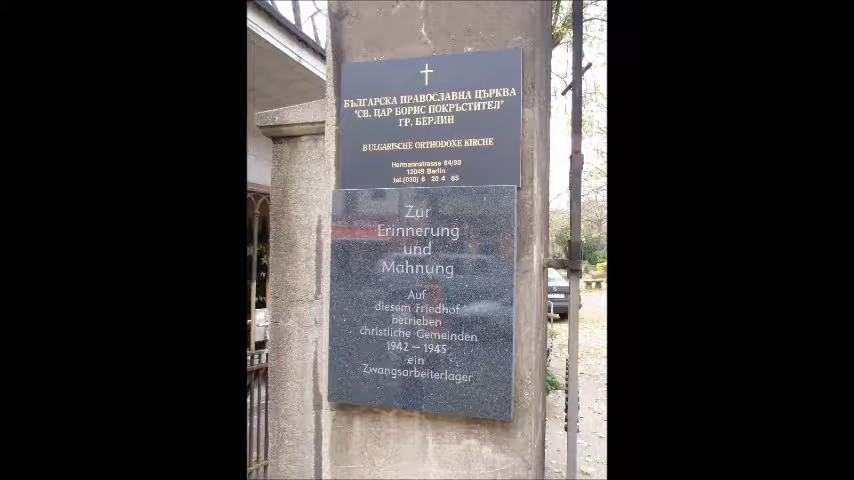 БЪЛГАРСКА ПРАВОСЛАВНА ЦЪРКВА
"СВ. ЦАР БОРИС ПОКРЪСТИТЕЛ"
ГР. БЕРЛИН
BULGARISCHE ORTHODOXE KIRCHE
Hermannstrasse 84/90
12049 Berlin
tel.(030) 6 20 4 65
Zur
Erinnerung
und
Mahnung
Auf
diesem Friedhof
betrieben
christliche Gemeinden
1942 – 1945
ein
Zwangsarbeiterlager